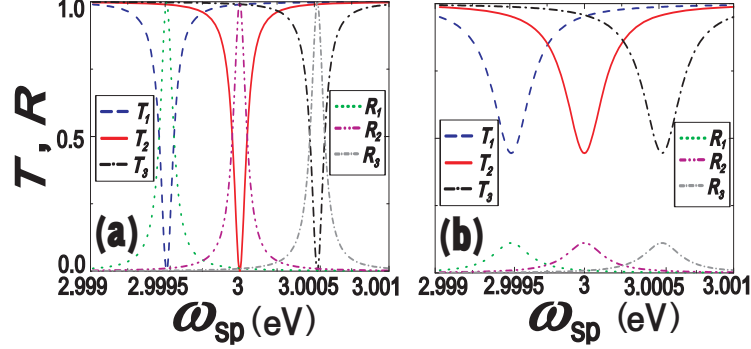 1.0
0.5
0.0
T , R
T1
T2
T3
R1
R2
R3
(a)
2.999 2.9995 3 3.0005 3.001
ωsp (eV)
T1
T2
T3
R1
R2
R3
(b)
2.999 2.9995 3 3.0005 3.001
ωsp (eV)